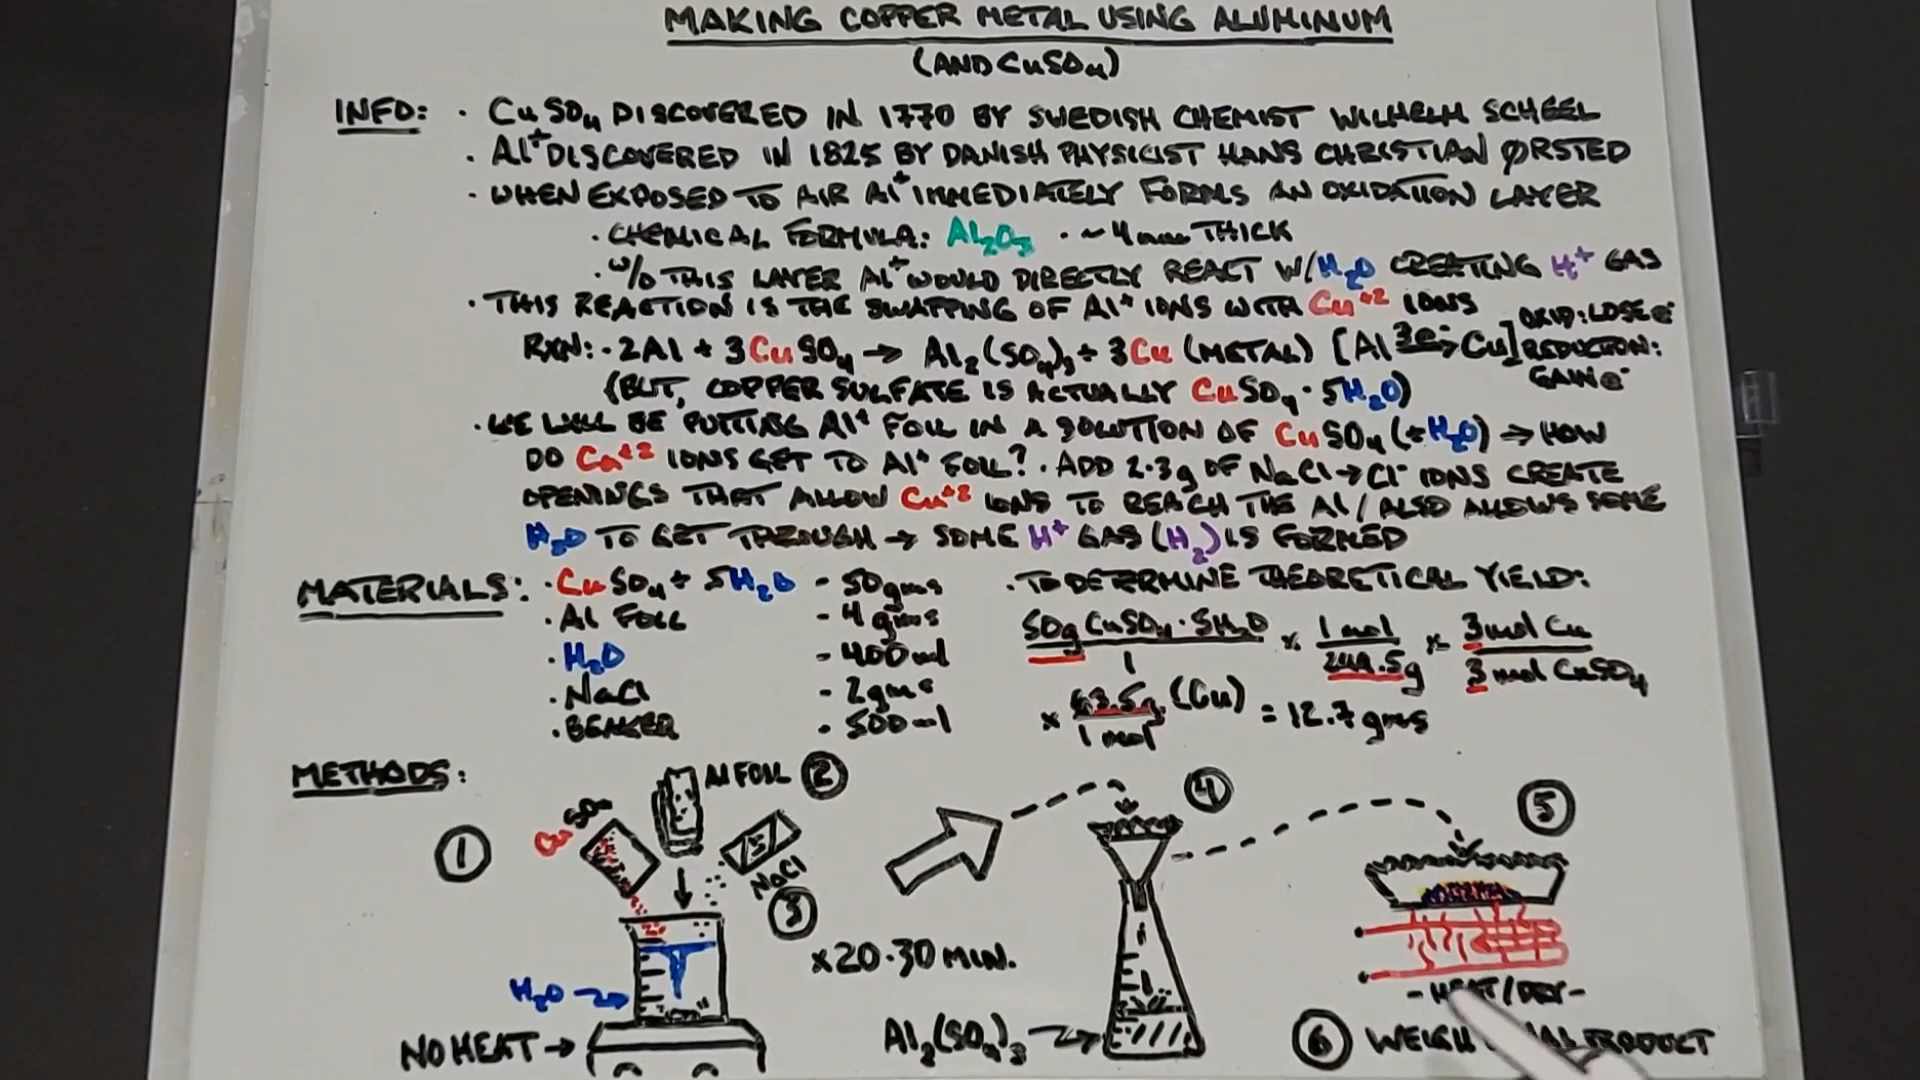 MAKING COPPER METAL USING ALUMINUM
(AND CuSO4)
INFO: · CuSO4 DISCOVERED IN 1770 BY SWEDISH CHEMIST WILHELM SCHEEL
· Al+ DISCOVERED IN 1825 BY DANISH PHYSICIST HANS CHRISTIAN ØRSTED
· WHEN EXPOSED TO AIR Al+ IMMEDIATELY FORMS AN OXIDATION LAYER
· CHEMICAL FORMULA: Al2O3 · ~4 THICK
· W/O THIS LAYER Al+ WOULD DIRECTLY REACT W/H2O CREATING H+ GAS
· THIS REACTION IS THE SWAPPING OF Al+ IONS WITH Cu+2 IONS
RXN: · 2Al + 3CuSO4 → Al2(SO4)3 + 3Cu (METAL) [Al 3e-→ Cu] OXID: LOSE e- REDUCTION: GAIN e-
(BUT, COPPER SULFATE IS ACTUALLY CuSO4 · 5H2O)
· WE WILL BE PUTTING Al+ FOIL IN A SOLUTION OF CuSO4 (+H2O) → HOW
DO Cu+2 IONS GET TO Al+ FOIL? · ADD 2-3g OF NaCl → Cl- IONS CREATE
OPENINGS THAT ALLOW Cu+2 IONS TO REACH THE Al / ALSO ALLOWS SOME
H2O TO GET THROUGH → SOME H+ GAS (H2) IS FORMED
MATERIALS: · CuSO4 + 5H2O - 50gms
· Al FOIL - 4 gms
· H2O - 400ml
· NaCl - 2gms
· BEAKER - 500ml
· TO DETERMINE THEORETICAL YIELD:
50g CuSO4 · 5H2O / 1 × 1 mol / 249.5g × 3 mol Cu / 3 mol CuSO4
× 63.5g (Cu) / 1 mol = 12.7 gms
METHODS:
1
CuSO4
Al FOIL 2
NaCl
3
H2O →
NO HEAT →
×20-30 MIN.
4
Al2(SO4)3 →
5
- HEAT/DRY -
6 WEIGH PRODUCT